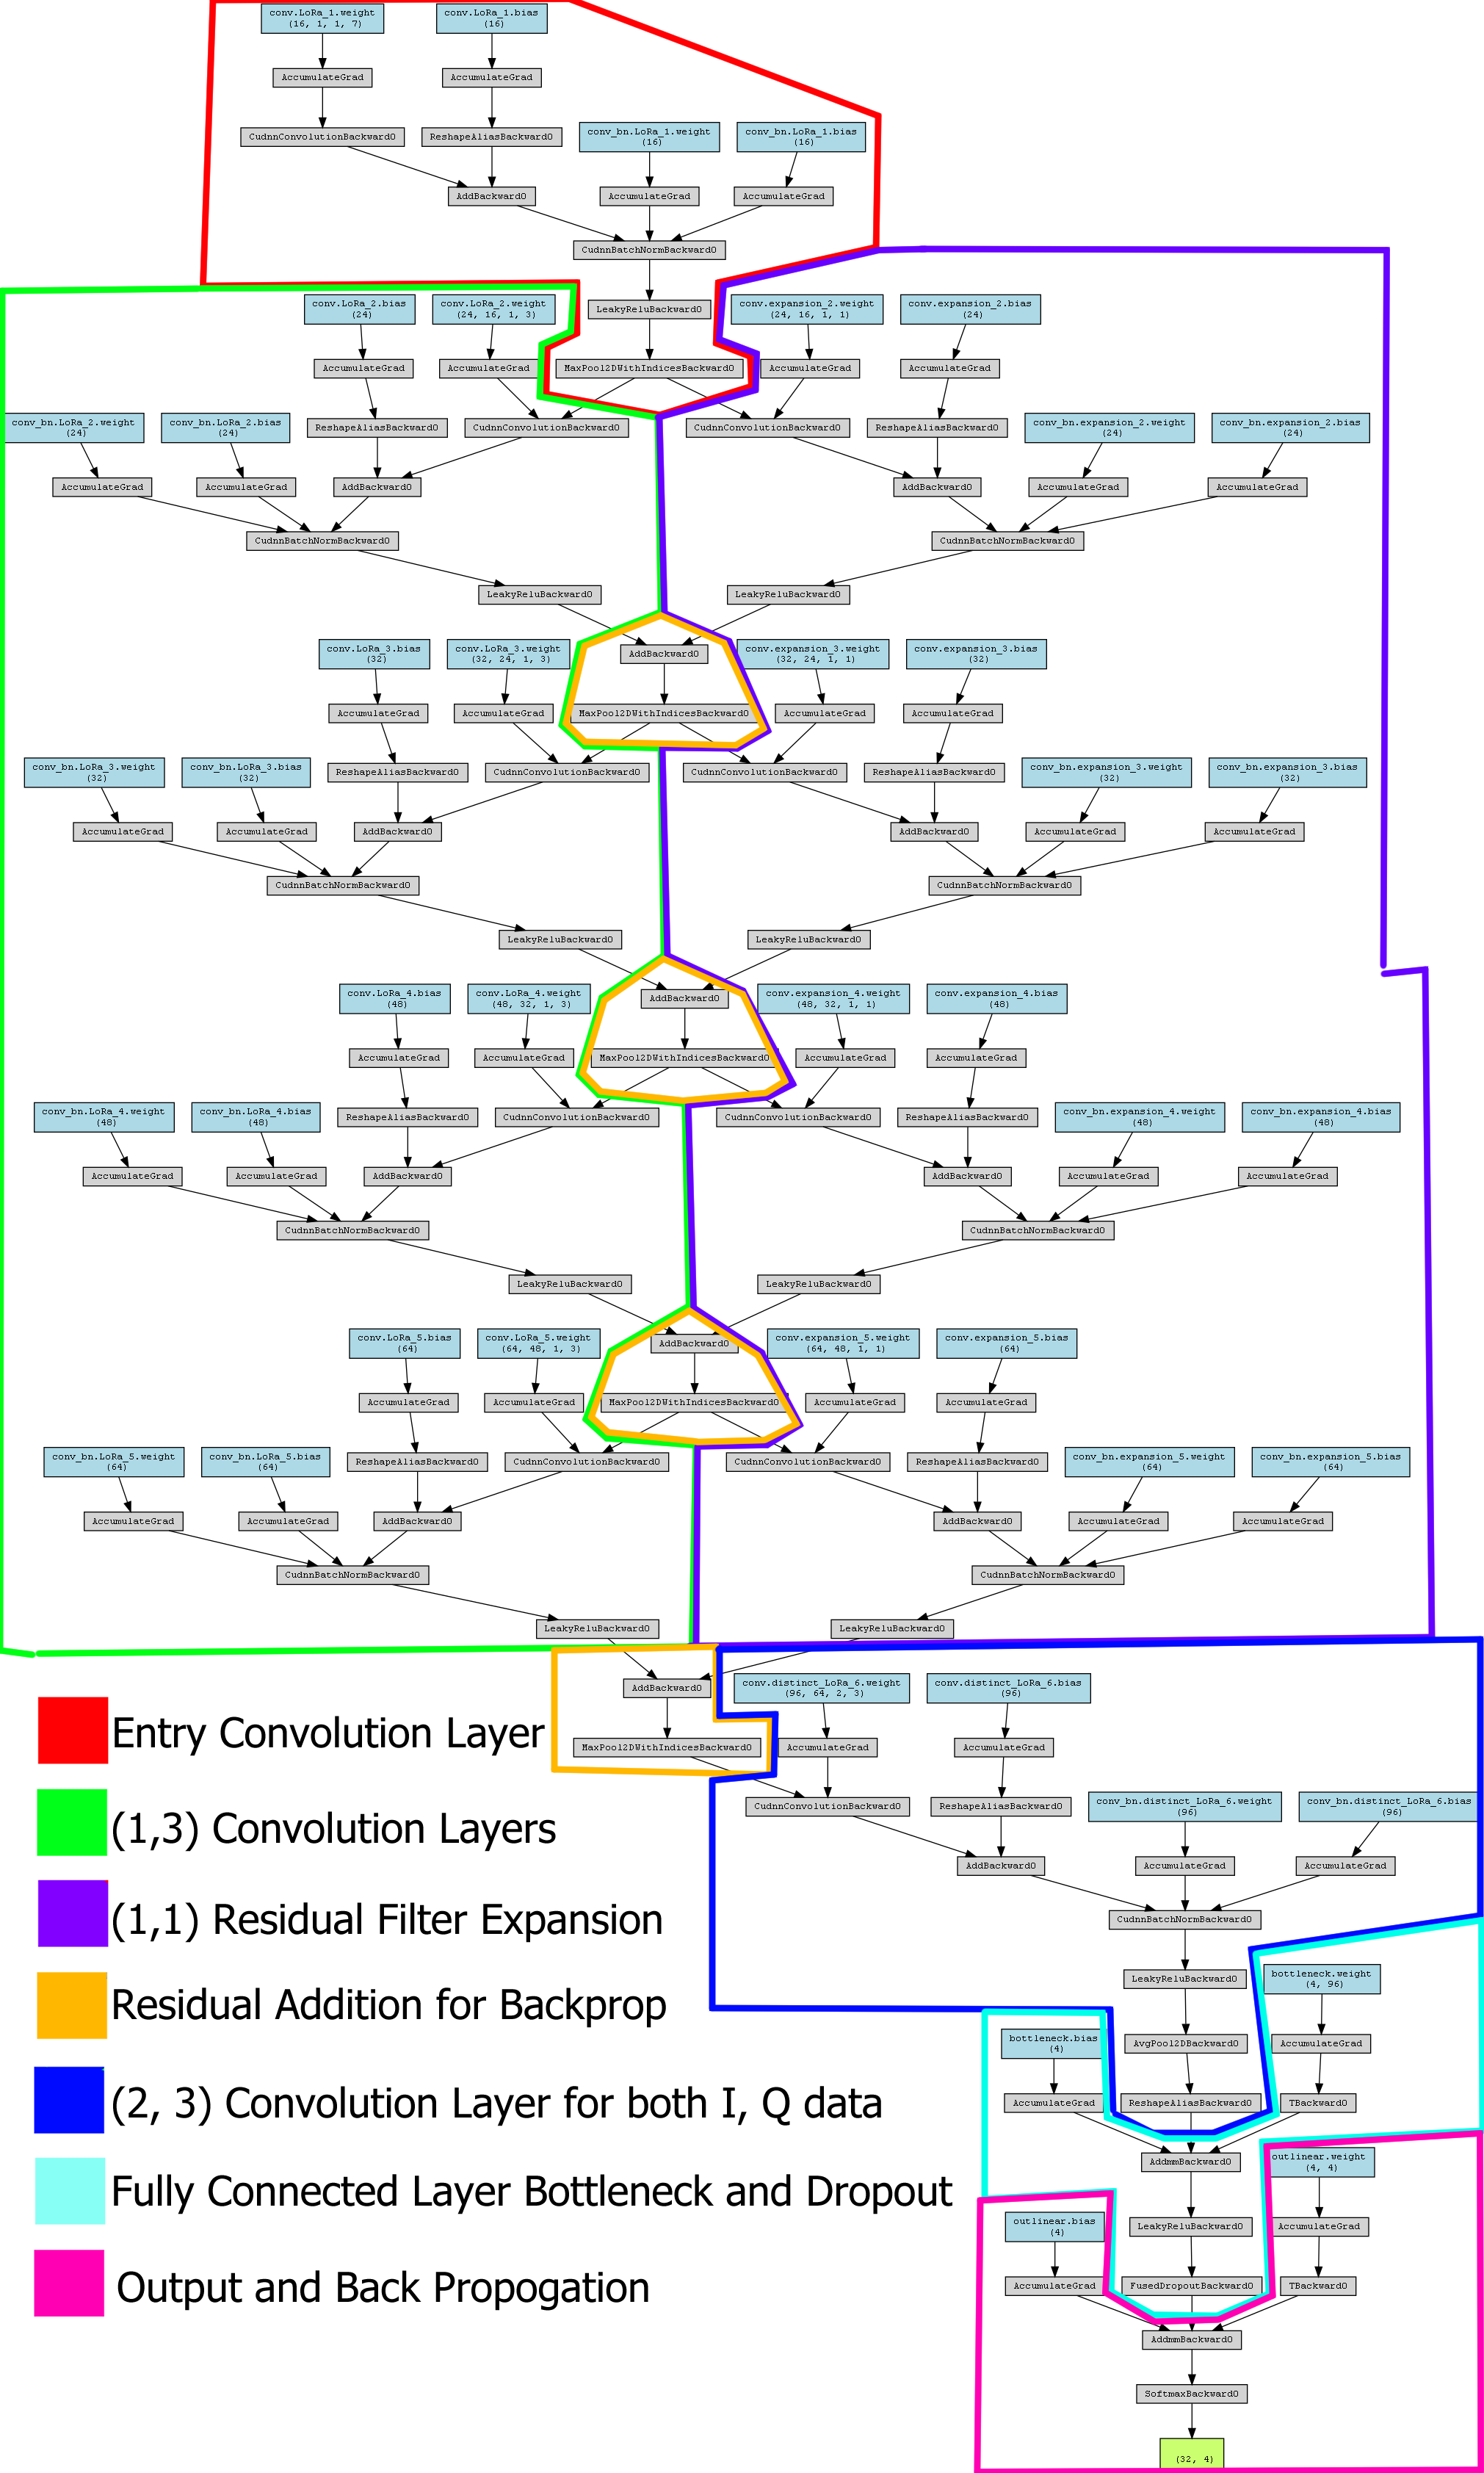 conv.LoRa_1.weight
(16, 1, 1, 7)
conv.LoRa_1.bias
(16)
AccumulateGrad
AccumulateGrad
CudnnConvolutionBackward0
ReshapeAliasBackward0
conv_bn.LoRa_1.weight
(16)
conv_bn.LoRa_1.bias
(16)
AddBackward0
AccumulateGrad
AccumulateGrad
CudnnBatchNormBackward0
conv.LoRa_2.bias
(24)
conv.LoRa_2.weight
(24, 16, 1, 3)
LeakyReluBackward0
conv.expansion_2.weight
(24, 16, 1, 1)
conv.expansion_2.bias
(24)
AccumulateGrad
AccumulateGrad
MaxPool2DWithIndicesBackward0
AccumulateGrad
AccumulateGrad
conv_bn.LoRa_2.weight
(24)
conv_bn.LoRa_2.bias
(24)
ReshapeAliasBackward0
CudnnConvolutionBackward0
CudnnConvolutionBackward0
ReshapeAliasBackward0
conv_bn.expansion_2.weight
(24)
conv_bn.expansion_2.bias
(24)
AccumulateGrad
AccumulateGrad
AddBackward0
AddBackward0
AccumulateGrad
AccumulateGrad
CudnnBatchNormBackward0
CudnnBatchNormBackward0
LeakyReluBackward0
LeakyReluBackward0
conv.LoRa_3.bias
(32)
conv.LoRa_3.weight
(32, 24, 1, 3)
AddBackward0
conv.expansion_3.weight
(32, 24, 1, 1)
conv.expansion_3.bias
(32)
AccumulateGrad
AccumulateGrad
MaxPool2DWithIndicesBackward0
AccumulateGrad
AccumulateGrad
conv_bn.LoRa_3.weight
(32)
conv_bn.LoRa_3.bias
(32)
ReshapeAliasBackward0
CudnnConvolutionBackward0
CudnnConvolutionBackward0
ReshapeAliasBackward0
conv_bn.expansion_3.weight
(32)
conv_bn.expansion_3.bias
(32)
AccumulateGrad
AccumulateGrad
AddBackward0
AddBackward0
AccumulateGrad
AccumulateGrad
CudnnBatchNormBackward0
CudnnBatchNormBackward0
LeakyReluBackward0
LeakyReluBackward0
conv.LoRa_4.bias
(48)
conv.LoRa_4.weight
(48, 32, 1, 3)
AddBackward0
conv.expansion_4.weight
(48, 32, 1, 1)
conv.expansion_4.bias
(48)
AccumulateGrad
AccumulateGrad
MaxPool2DWithIndicesBackward0
AccumulateGrad
AccumulateGrad
conv_bn.LoRa_4.weight
(48)
conv_bn.LoRa_4.bias
(48)
ReshapeAliasBackward0
CudnnConvolutionBackward0
CudnnConvolutionBackward0
ReshapeAliasBackward0
conv_bn.expansion_4.weight
(48)
conv_bn.expansion_4.bias
(48)
AccumulateGrad
AccumulateGrad
AddBackward0
AddBackward0
AccumulateGrad
AccumulateGrad
CudnnBatchNormBackward0
CudnnBatchNormBackward0
LeakyReluBackward0
LeakyReluBackward0
conv.LoRa_5.bias
(64)
conv.LoRa_5.weight
(64, 48, 1, 3)
AddBackward0
conv.expansion_5.weight
(64, 48, 1, 1)
conv.expansion_5.bias
(64)
AccumulateGrad
AccumulateGrad
MaxPool2DWithIndicesBackward0
AccumulateGrad
AccumulateGrad
conv_bn.LoRa_5.weight
(64)
conv_bn.LoRa_5.bias
(64)
ReshapeAliasBackward0
CudnnConvolutionBackward0
CudnnConvolutionBackward0
ReshapeAliasBackward0
conv_bn.expansion_5.weight
(64)
conv_bn.expansion_5.bias
(64)
AccumulateGrad
AccumulateGrad
AddBackward0
AddBackward0
AccumulateGrad
AccumulateGrad
CudnnBatchNormBackward0
CudnnBatchNormBackward0
LeakyReluBackward0
LeakyReluBackward0
AddBackward0
conv.distinct_LoRa_6.weight
(96, 64, 2, 3)
conv.distinct_LoRa_6.bias
(96)
MaxPool2DWithIndicesBackward0
AccumulateGrad
AccumulateGrad
CudnnConvolutionBackward0
ReshapeAliasBackward0
conv_bn.distinct_LoRa_6.weight
(96)
conv_bn.distinct_LoRa_6.bias
(96)
AddBackward0
AccumulateGrad
AccumulateGrad
CudnnBatchNormBackward0
LeakyReluBackward0
bottleneck.weight
(4, 96)
bottleneck.bias
(4)
AvgPool2DBackward0
AccumulateGrad
AccumulateGrad
ReshapeAliasBackward0
TBackward0
AddmmBackward0
outlinear.weight
(4, 4)
outlinear.bias
(4)
LeakyReluBackward0
AccumulateGrad
AccumulateGrad
FusedDropoutBackward0
TBackward0
AddmmBackward0
SoftmaxBackward0
(32, 4)
Entry Convolution Layer
(1,3) Convolution Layers
(1,1) Residual Filter Expansion
Residual Addition for Backprop
(2, 3) Convolution Layer for both I, Q data
Fully Connected Layer Bottleneck and Dropout
Output and Back Propogation